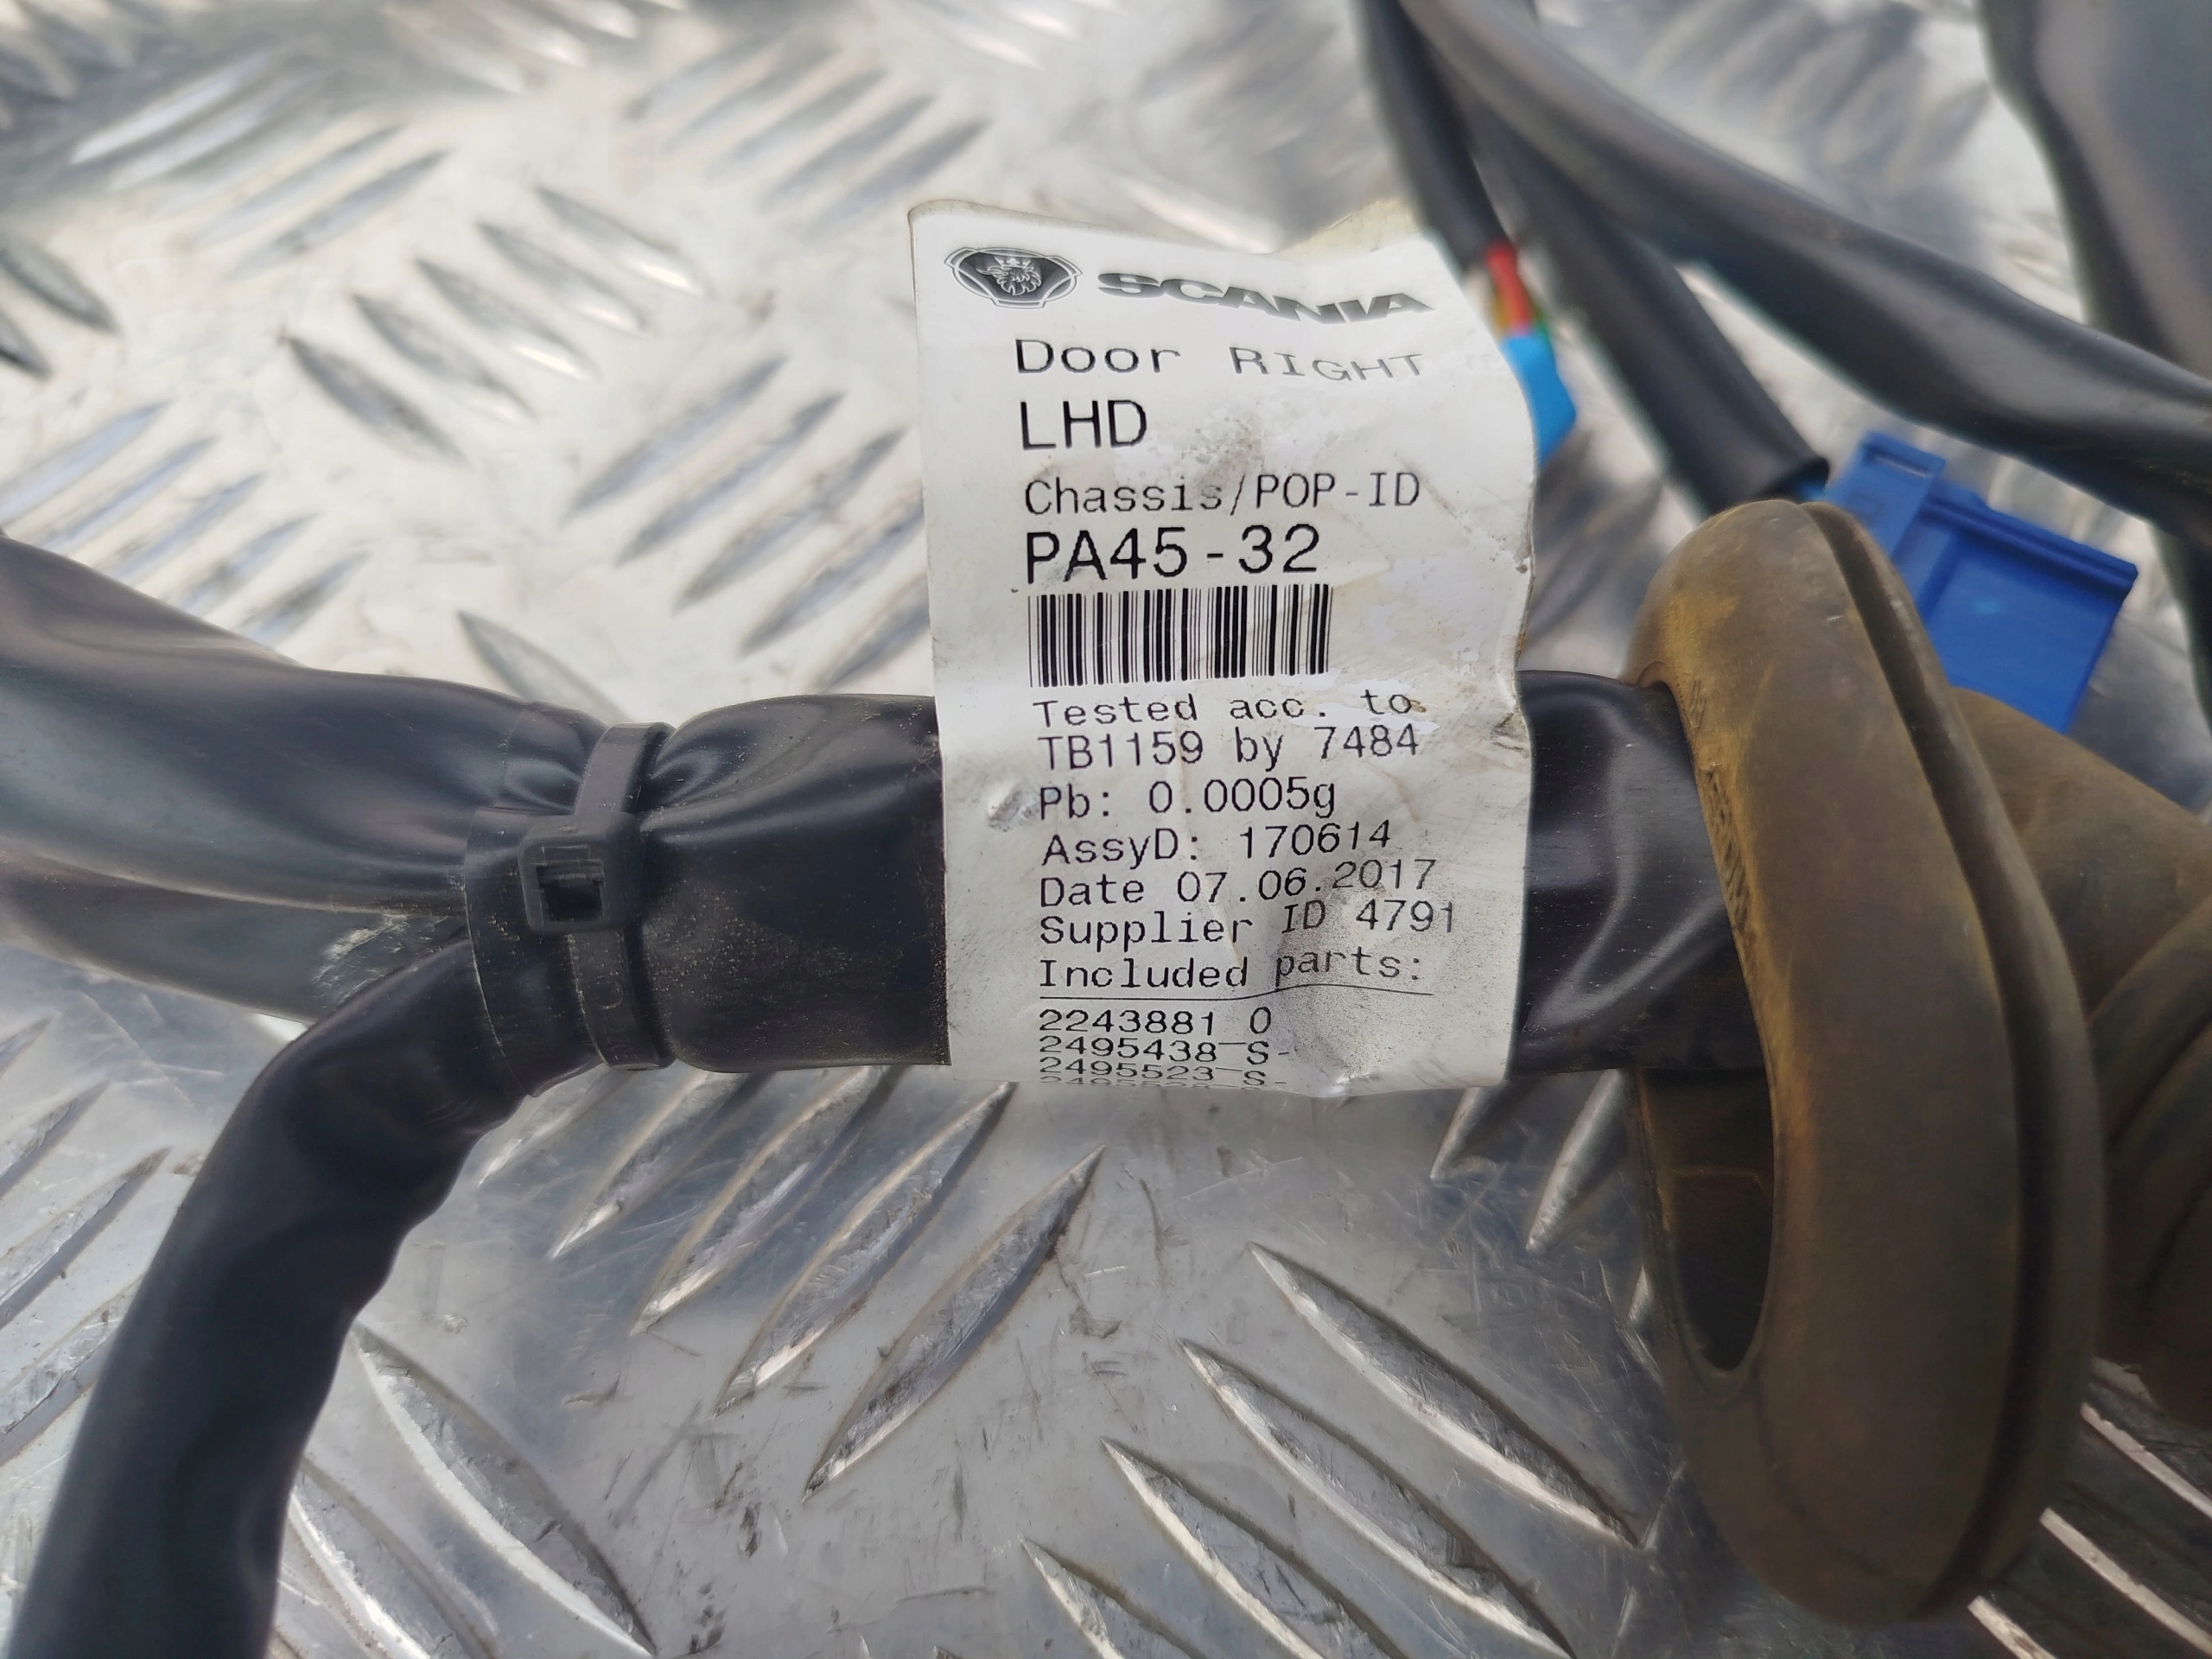 SCANIA
Door RIGHT
LHD
Chassis/POP-ID
PA45-32
Tested acc. to
TB1159 by 7484
Pb: 0.0005g
AssyD: 170614
Date 07.06.2017
Supplier ID 4791
Included parts:
2243881 0
2495438 S-
2495523 S-